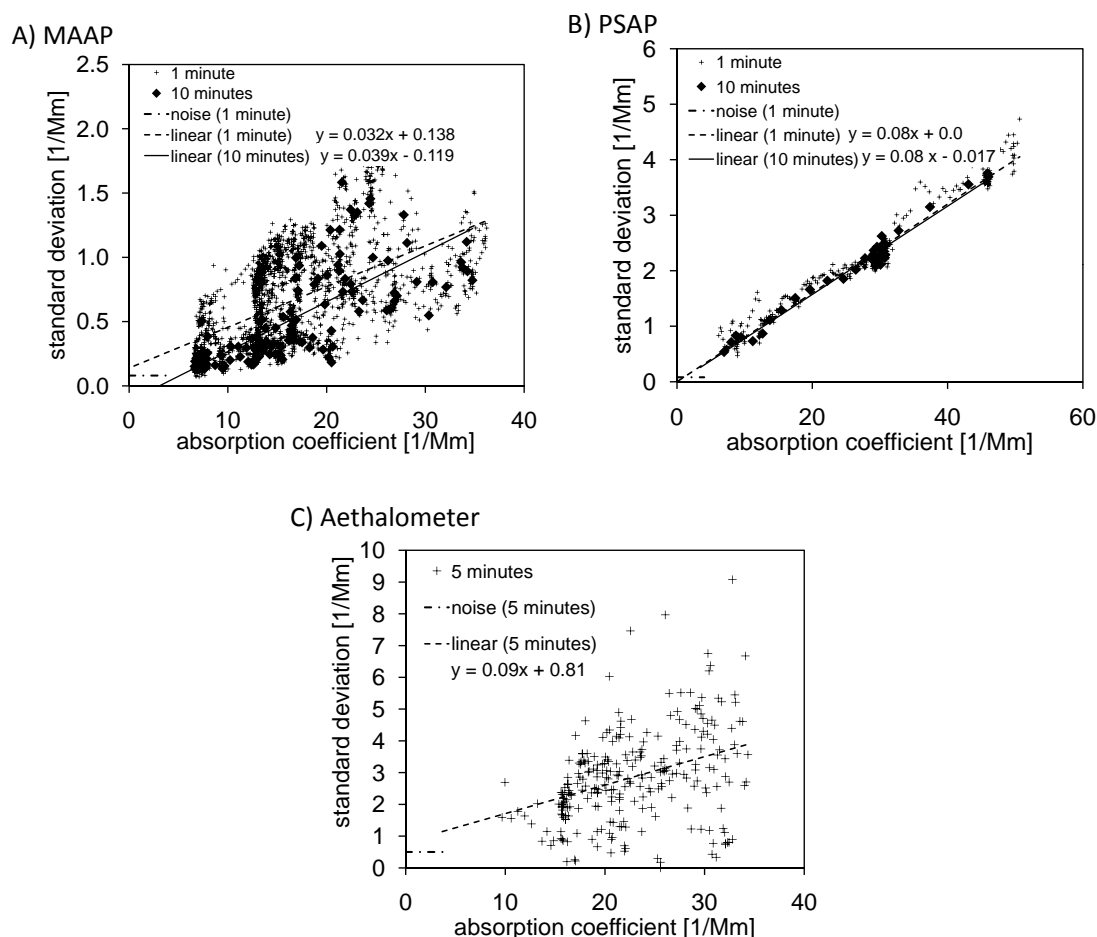 A) MAAP
standard deviation [1/Mm]
2.5
2.0
1.5
1.0
0.5
0.0
1 minute
10 minutes
noise (1 minute)
linear (1 minute) y = 0.032x + 0.138
linear (10 minutes) y = 0.039x - 0.119
0 10 20 30 40
absorption coefficient [1/Mm]
B) PSAP
standard deviation [1/Mm]
6
5
4
3
2
1
0
1 minute
10 minutes
noise (1 minute)
linear (1 minute) y = 0.08x + 0.0
linear (10 minutes) y = 0.08 x - 0.017
0 20 40 60
absorption coefficient [1/Mm]
C) Aethalometer
standard deviation [1/Mm]
10
9
8
7
6
5
4
3
2
1
0
5 minutes
noise (5 minutes)
linear (5 minutes)
y = 0.09x + 0.81
0 10 20 30 40
absorption coefficient [1/Mm]